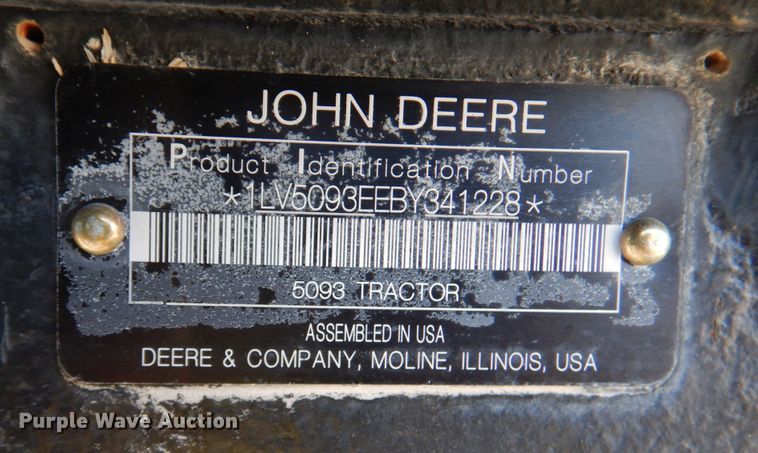 JOHN DEERE
Product Identification Number
*1LV5093EEBY341228*
5093 TRACTOR
ASSEMBLED IN USA
DEERE & COMPANY, MOLINE, ILLINOIS, USA
Purple Wave Auction